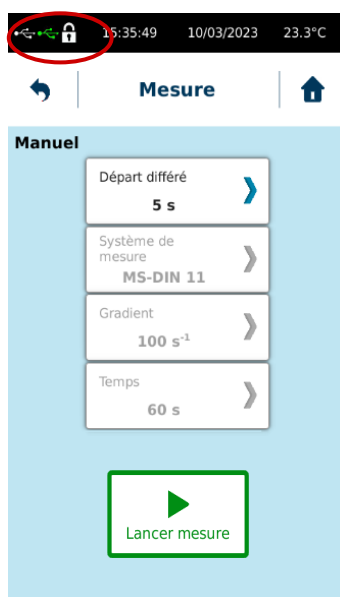 15:35:49 10/03/2023 23.3°C
Mesure
Manuel
Départ différé
5 s
Système de
mesure
MS-DIN 11
Gradient
100 s⁻¹
Temps
60 s
Lancer mesure